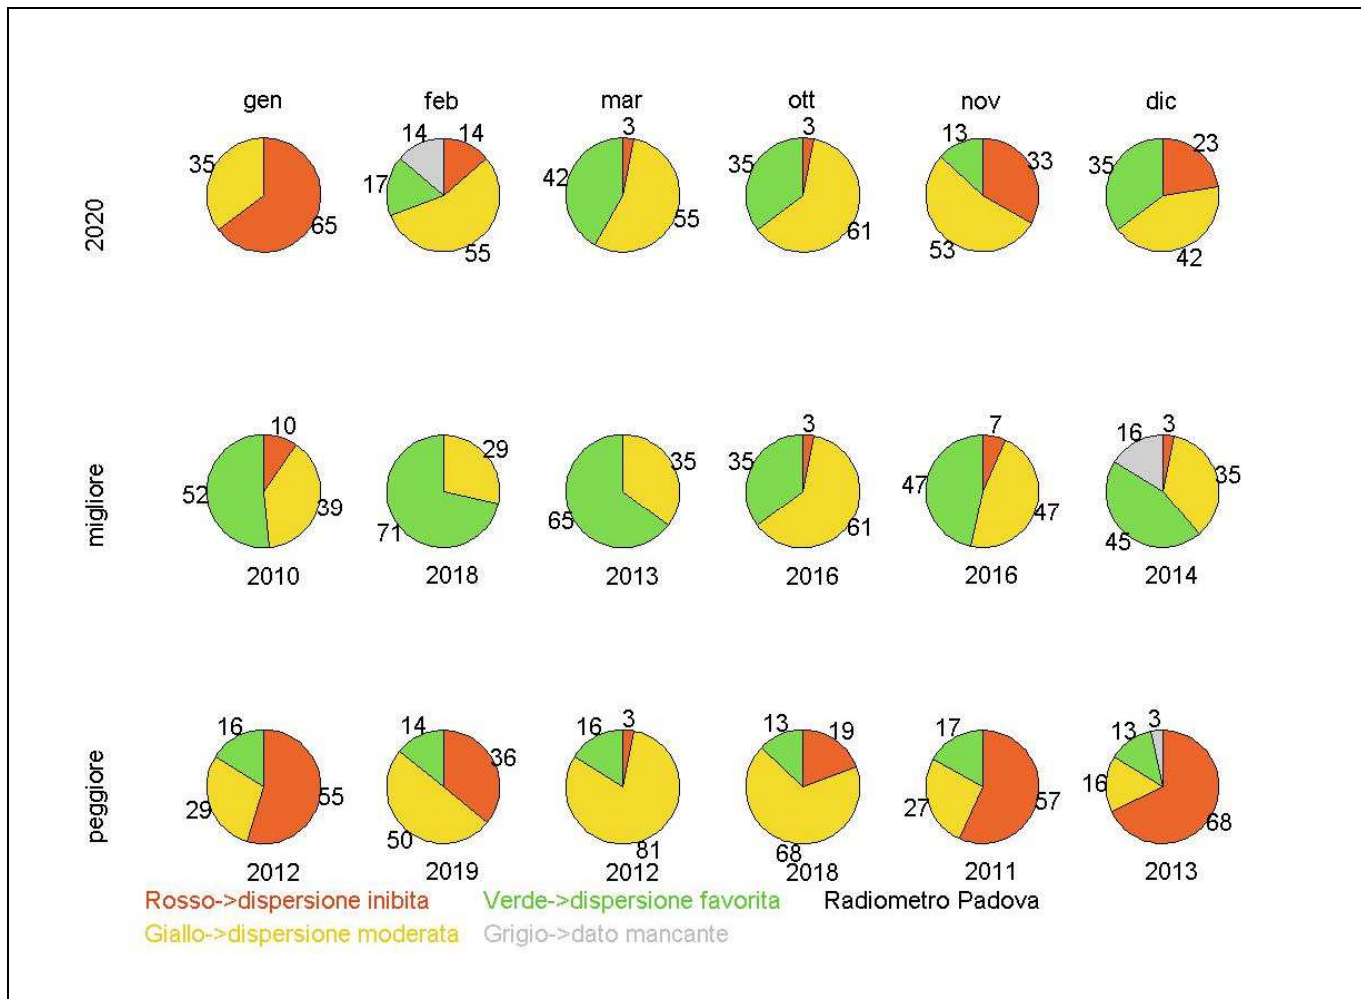 gen feb mar ott nov dic
2020
35 65
14 14 17 55
3 42 55
3 35 61
13 33 53
23 35 42
migliore
10 52 39
29 71
35 65
3 35 61
7 47 47
3 16 35 45
2010 2018 2013 2016 2016 2014
peggiore
16 29 55
14 36 50
3 16 81
13 19 68
17 27 57
3 13 16 68
2012 2019 2012 2018 2011 2013
Rosso->dispersione inibita Verde->dispersione favorita Radiometro Padova
Giallo->dispersione moderata Grigio->dato mancante